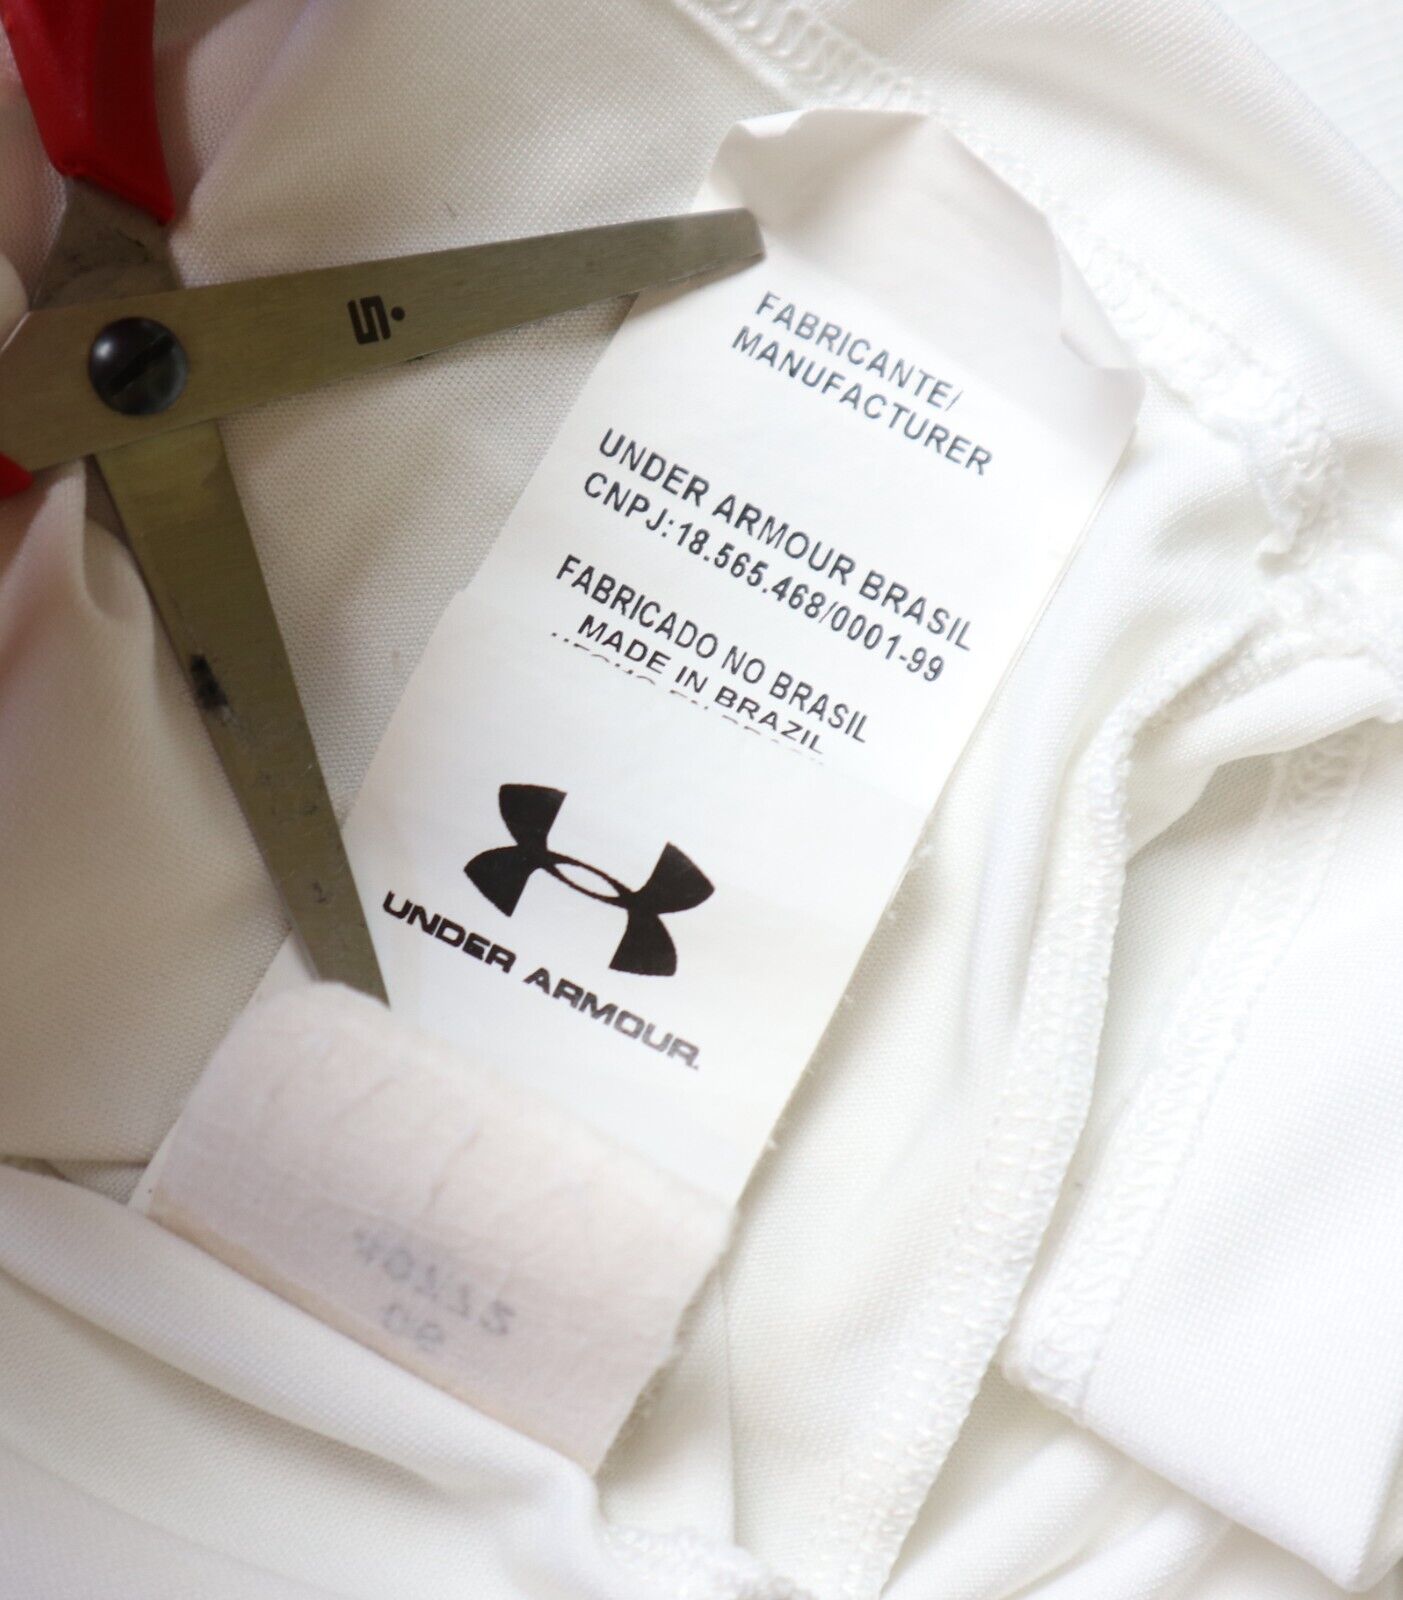 FABRICANTE/
MANUFACTURER
UNDER ARMOUR BRASIL
CNPJ:18.565.468/0001-99
FABRICADO NO BRASIL
MADE IN BRAZIL
UNDER ARMOUR